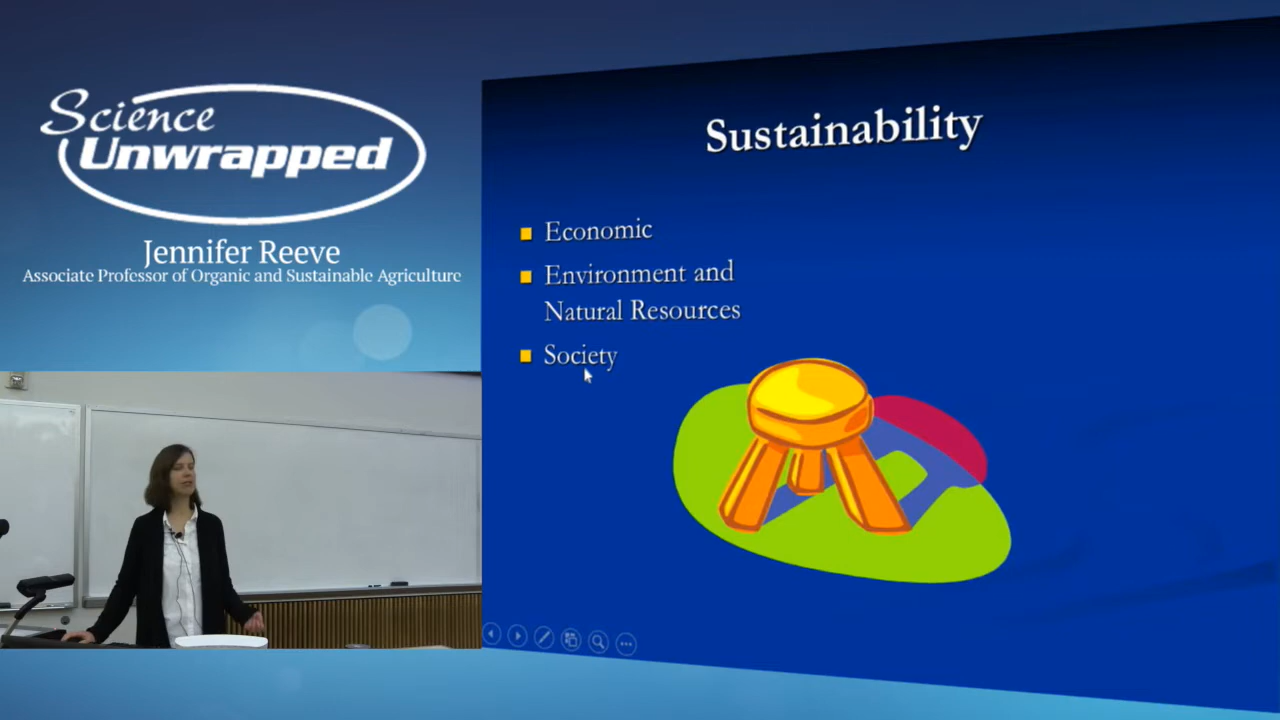 Science
Unwrapped
Jennifer Reeve
Associate Professor of Organic and Sustainable Agriculture
Sustainability
Economic
Environment and
Natural Resources
Society